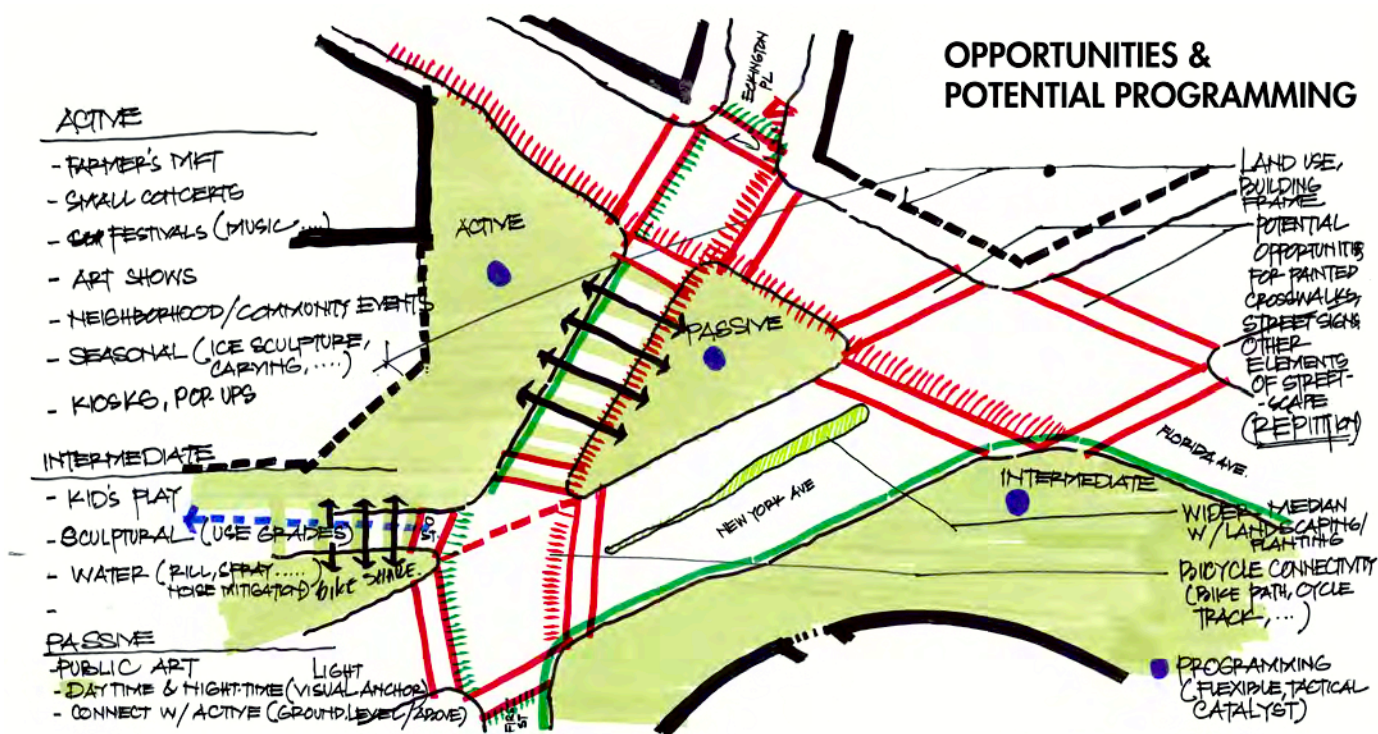 OPPORTUNITIES &
POTENTIAL PROGRAMMING
ACTIVE
- FARMER'S MKT
- SMALL CONCERTS
- FESTIVALS (MUSIC ....)
- ART SHOWS
- NEIGHBORHOOD/COMMUNITY EVENTS
- SEASONAL (ICE SCULPTURE,
CARVING, ....)
- KIOSKS, POP UPS
INTERMEDIATE
- KID'S PLAY
- SCULPTURAL (USE GRADES)
- WATER (RILL, SPRAY.....
NOISE MITIGATION)
-
PASSIVE
- PUBLIC ART
LIGHT
- DAYTIME & NIGHT-TIME (VISUAL ANCHOR)
- CONNECT W/ ACTIVE (GROUND LEVEL/ABOVE)
ECKINGTON
PL
ACTIVE
PASSIVE
INTERMEDIATE
NEW YORK AVE
FLORIDA AVE.
O
ST.
BIKE SHARE.
FIRST
ST
LAND USE,
BUILDING
FRAME
POTENTIAL
OPPORTUNITIES
FOR PAINTED
CROSSWALKS,
STREET SIGNS
OTHER
ELEMENTS
OF STREET-
-SCAPE
(REPITITION)
WIDER MEDIAN
W/LANDSCAPING/
PLANTING
BICYCLE CONNECTIVITY
(BIKE PATH, CYCLE
TRACK, ...)
PROGRAMMING
(FLEXIBLE, TACTICAL
CATALYST)